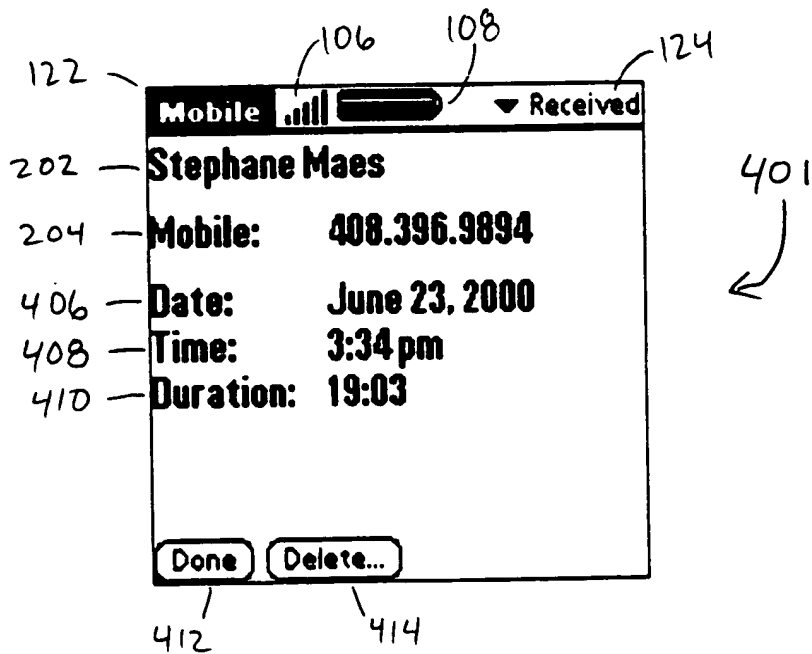 106 108 124
122 Mobile Received
202 Stephane Maes 401
204 Mobile: 408.396.9894
406 Date: June 23, 2000
408 Time: 3:34 pm
410 Duration: 19:03
Done Delete...
412 414